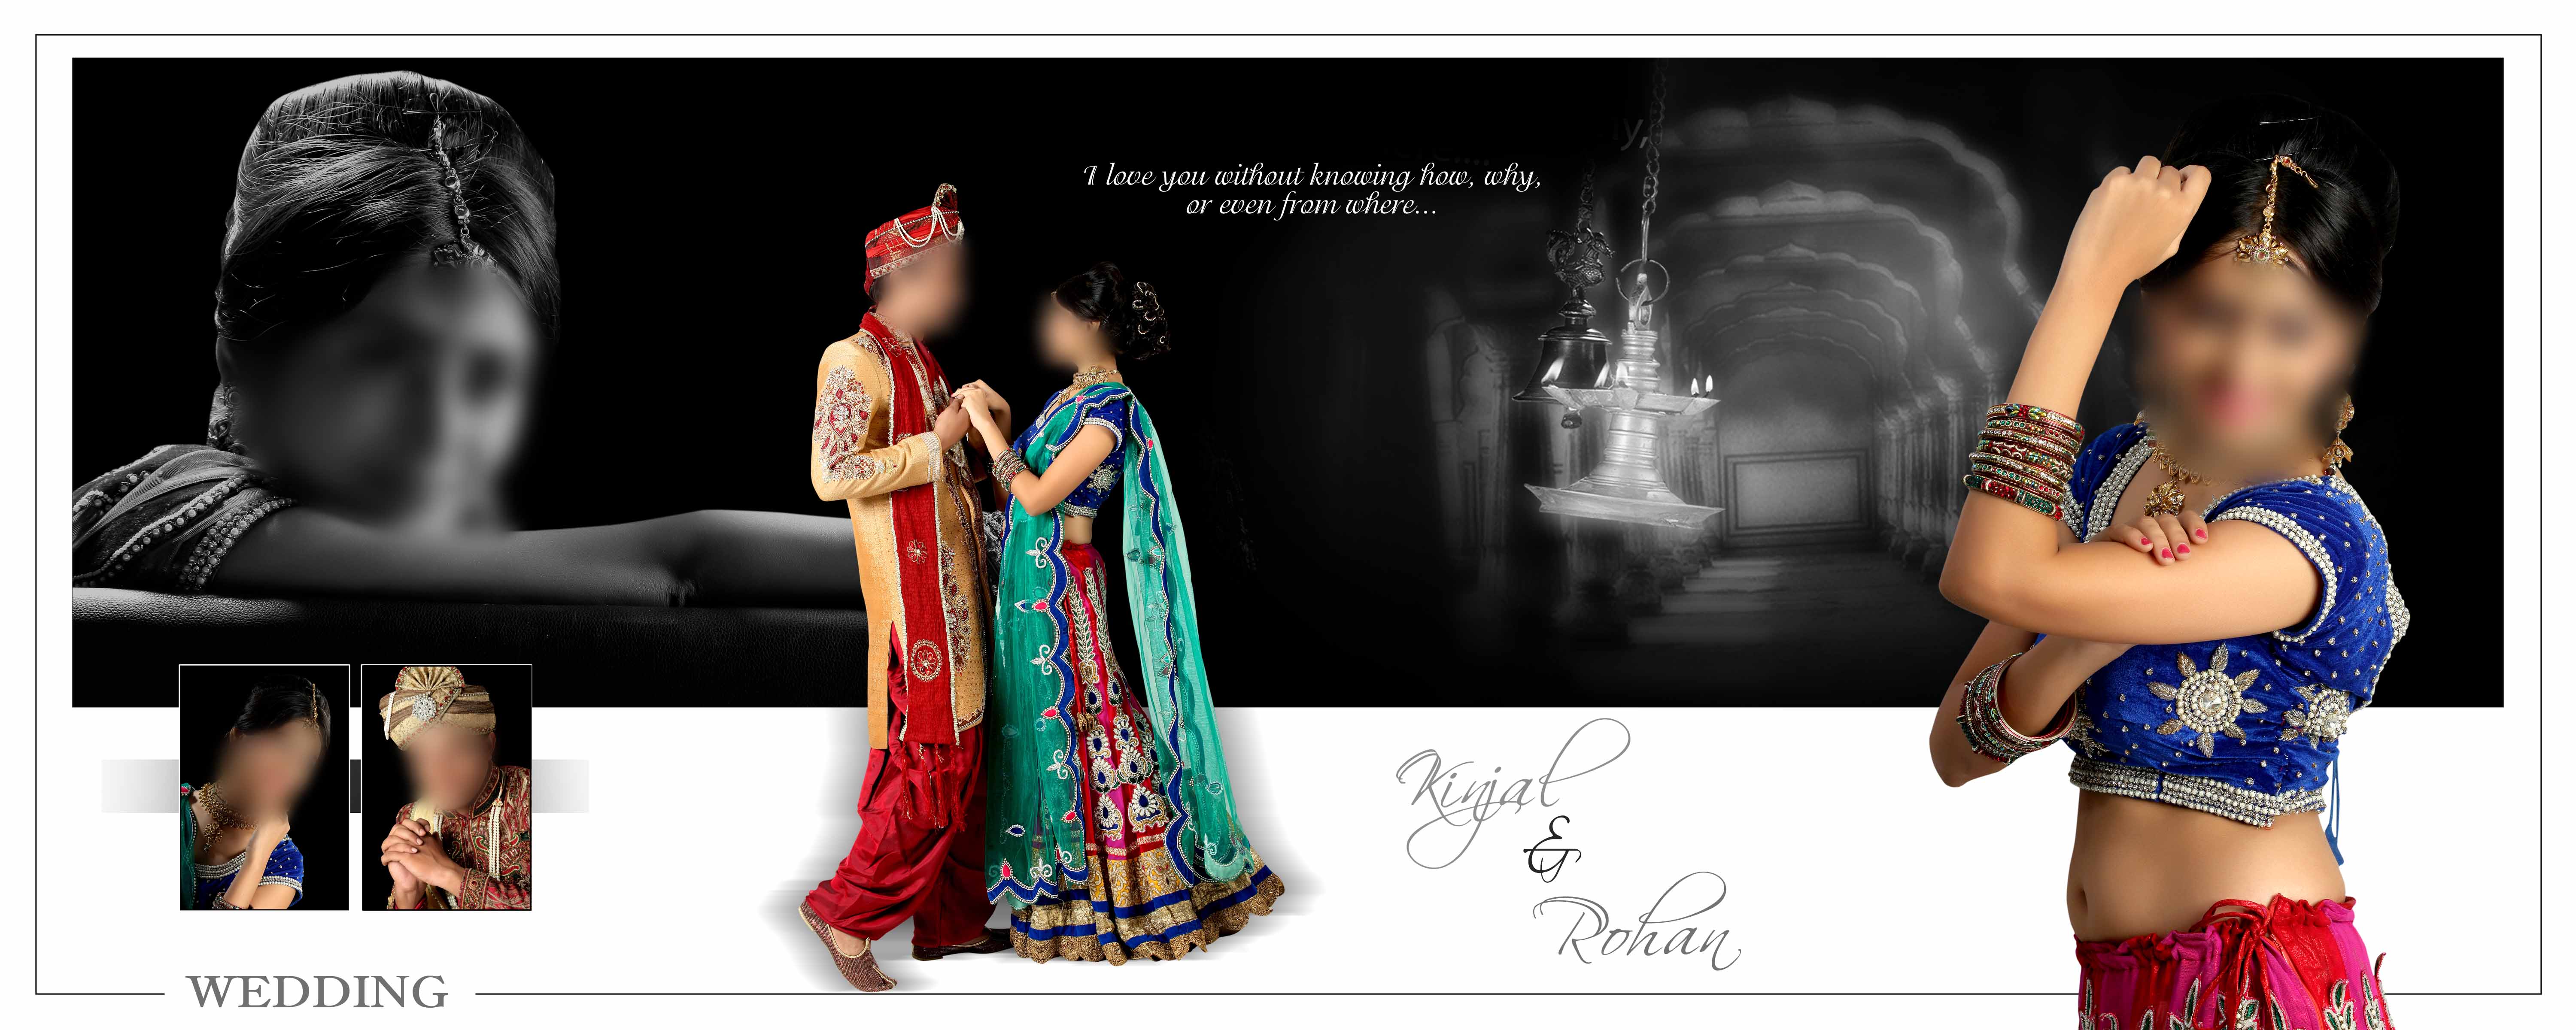 I love you without knowing how, why,
or even from where...
y,
Kinjal
&
Rohan
WEDDING